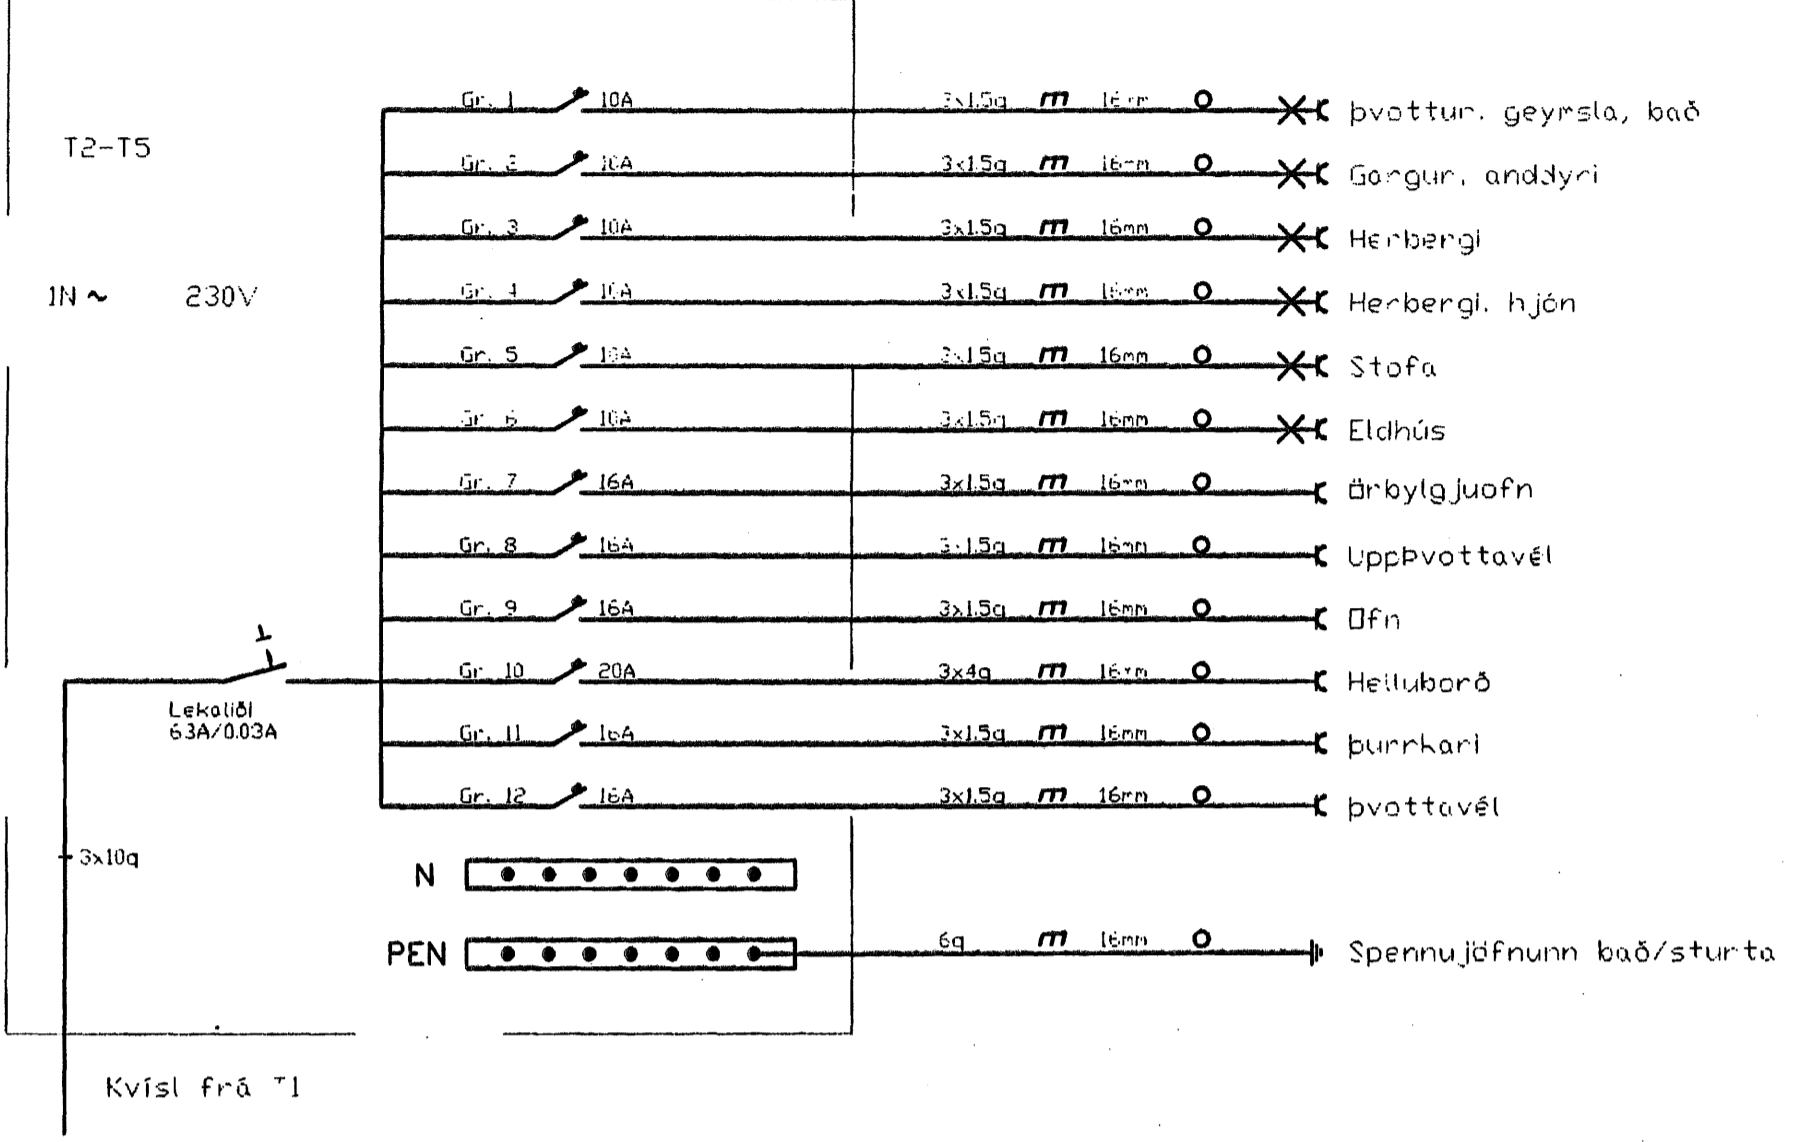 T2-T5
1N ~ 230V
Gr. 1 10A 3x1.5q m 16mm O þvottur. geymsla, bað
Gr. 2 10A 3x1.5q m 16mm O Gangur. anddyri
Gr. 3 10A 3x1.5q m 16mm O Herbergi
Gr. 4 10A 3x1.5q m 16mm O Herbergi. hjón
Gr. 5 10A 3x1.5q m 16mm O Stofa
Gr. 6 10A 3x1.5q m 16mm O Eldhús
Gr. 7 16A 3x1.5q m 16mm O örbylgjuofn
Gr. 8 16A 3x1.5q m 16mm O Uppþvottavél
Gr. 9 16A 3x1.5q m 16mm O Ofn
Gr. 10 20A 3x4q m 16mm O Helluborð
Gr. 11 16A 3x1.5q m 16mm O þurrkari
Gr. 12 16A 3x1.5q m 16mm O þvottavél
Lekaliði
63A/0.03A
3x10q
N
PEN 6q m 16mm O Spennujöfnunn bað/sturta
Kvísl frá T1